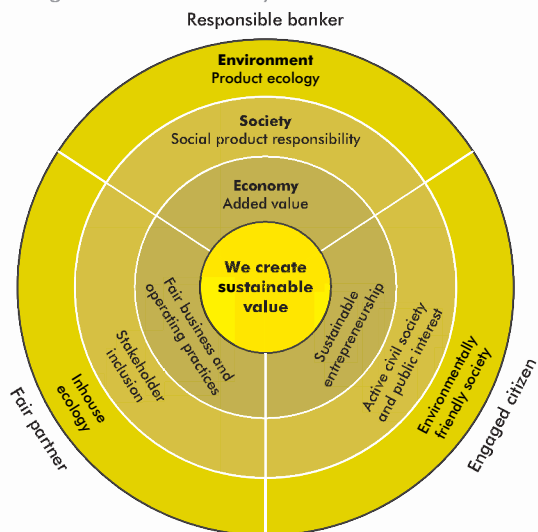 Responsible banker
Environment
Product ecology
Society
Social product responsibility
Economy
Added value
We create
sustainable
value
Fair business and
operating practices
Stakeholder
inclusion
Inhouse
ecology
Fair partner
Sustainable
entrepreneurship
Active civil society
and public interest
Environmentally
friendly society
Engaged citizen